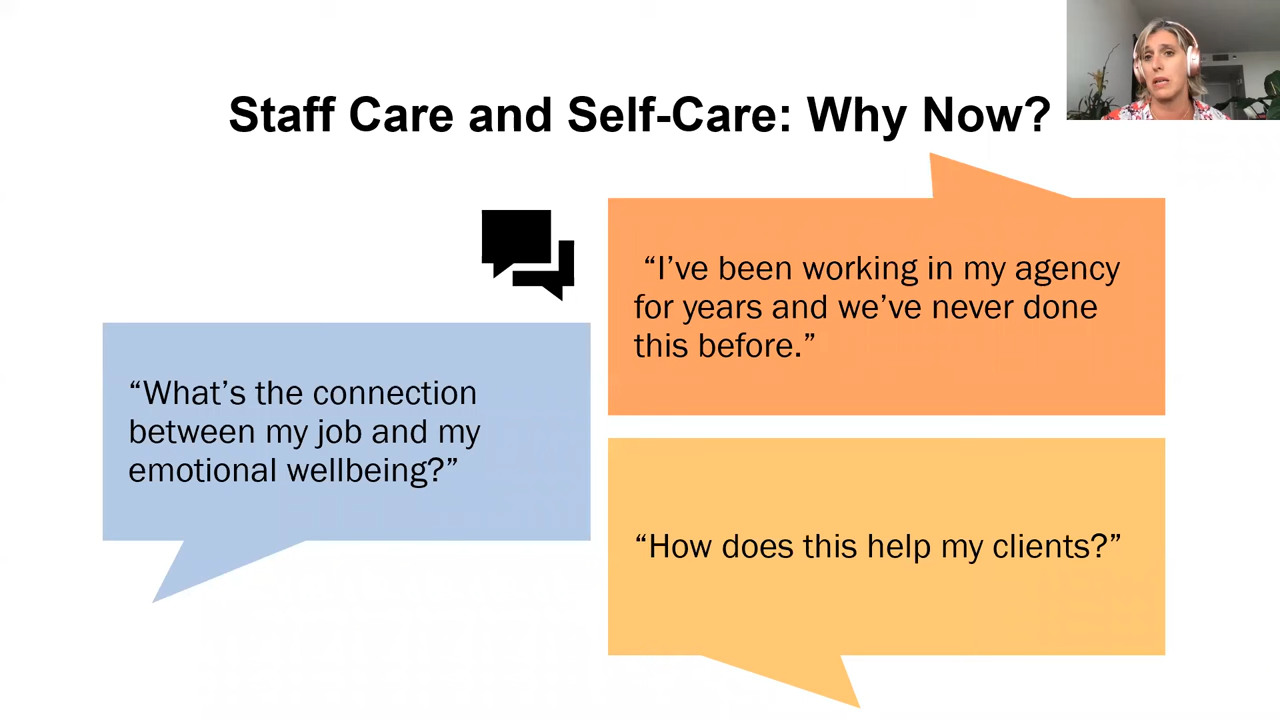 Staff Care and Self-Care: Why Now?
“I’ve been working in my agency
for years and we’ve never done
this before.”
“What’s the connection
between my job and my
emotional wellbeing?”
“How does this help my clients?”